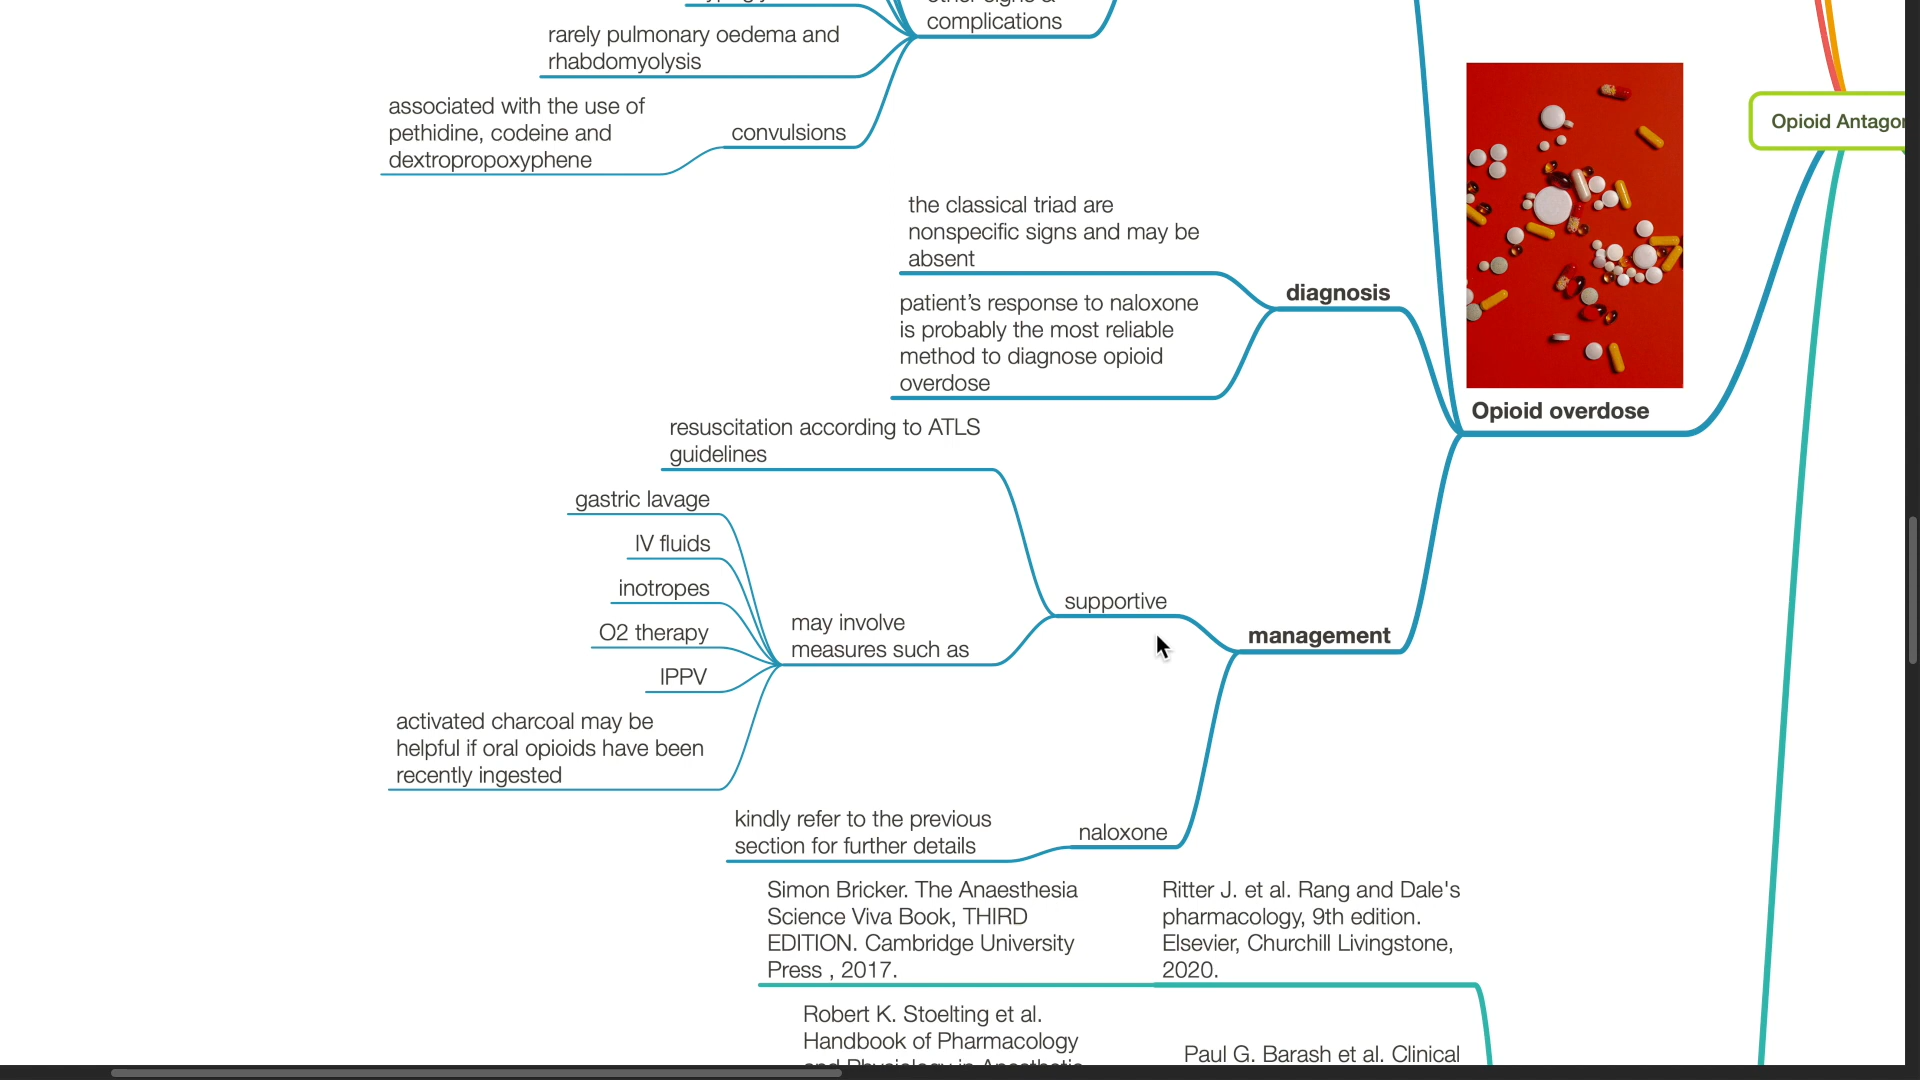 complications
rarely pulmonary oedema and
rhabdomyolysis
associated with the use of
pethidine, codeine and
dextropropoxyphene
convulsions
the classical triad are
nonspecific signs and may be
absent
diagnosis
patient's response to naloxone
is probably the most reliable
method to diagnose opioid
overdose
Opioid
Opioid overdose
resuscitation according to ATLS
guidelines
gastric lavage
IV fluids
inotropes
O2 therapy
IPPV
activated charcoal may be
helpful if oral opioids have been
recently ingested
may involve
measures such as
supportive
management
kindly refer to the previous
section for further details
naloxone
Simon Bricker. The Anaesthesia
Science Viva Book, THIRD
EDITION. Cambridge University
Press , 2017.
Ritter J. et al. Rang and Dale's
pharmacology, 9th edition.
Elsevier, Churchill Livingstone,
2020.
Robert K. Stoelting et al.
Handbook of Pharmacology
Paul G. Barash et al. Clinical